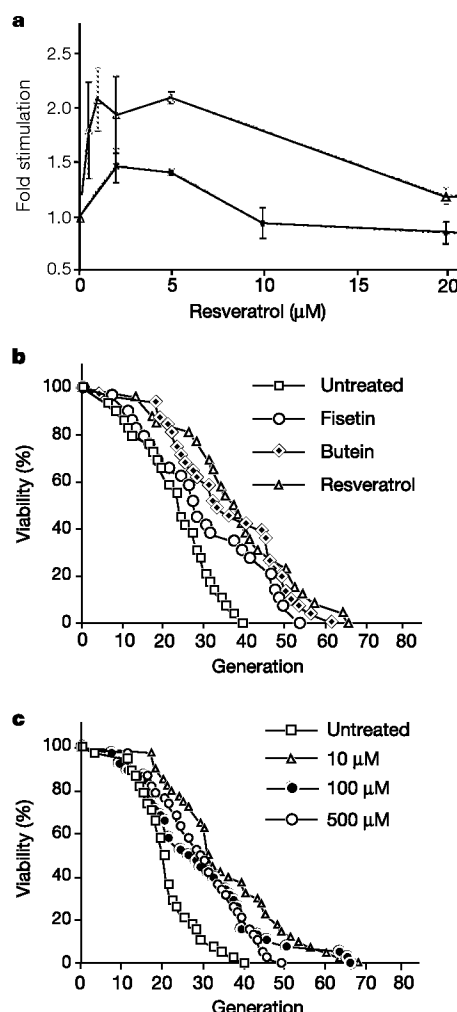 a
Fold stimulation
2.5
2.0
1.5
1.0
0.5
0 5 10 15 20
Resveratrol (μM)
b
Viability (%)
100
80
60
40
20
0
0 10 20 30 40 50 60 70 80
Generation
Untreated
Fisetin
Butein
Resveratrol
c
Viability (%)
100
80
60
40
20
0
0 10 20 30 40 50 60 70 80
Generation
Untreated
10 μM
100 μM
500 μM